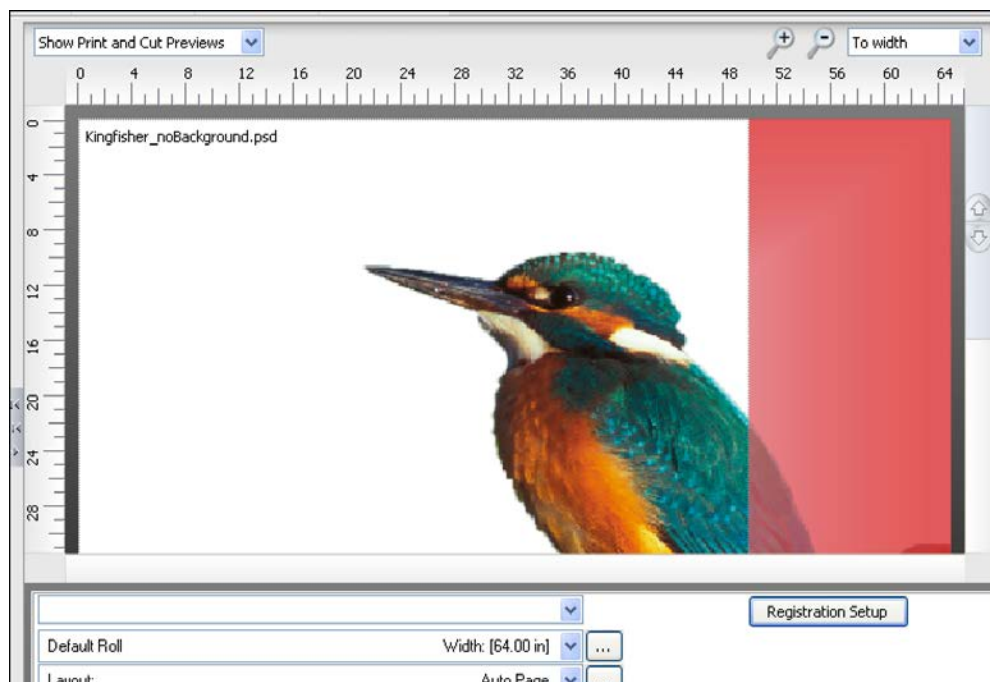 Show Print and Cut Previews
To width
0 4 8 12 16 20 24 28 32 36 40 44 48 52 56 60 64
0
4
8
12
16
20
24
28
Kingfisher_noBackground.psd
Registration Setup
Default Roll Width: [64.00 in] ...
Layout: Auto Page